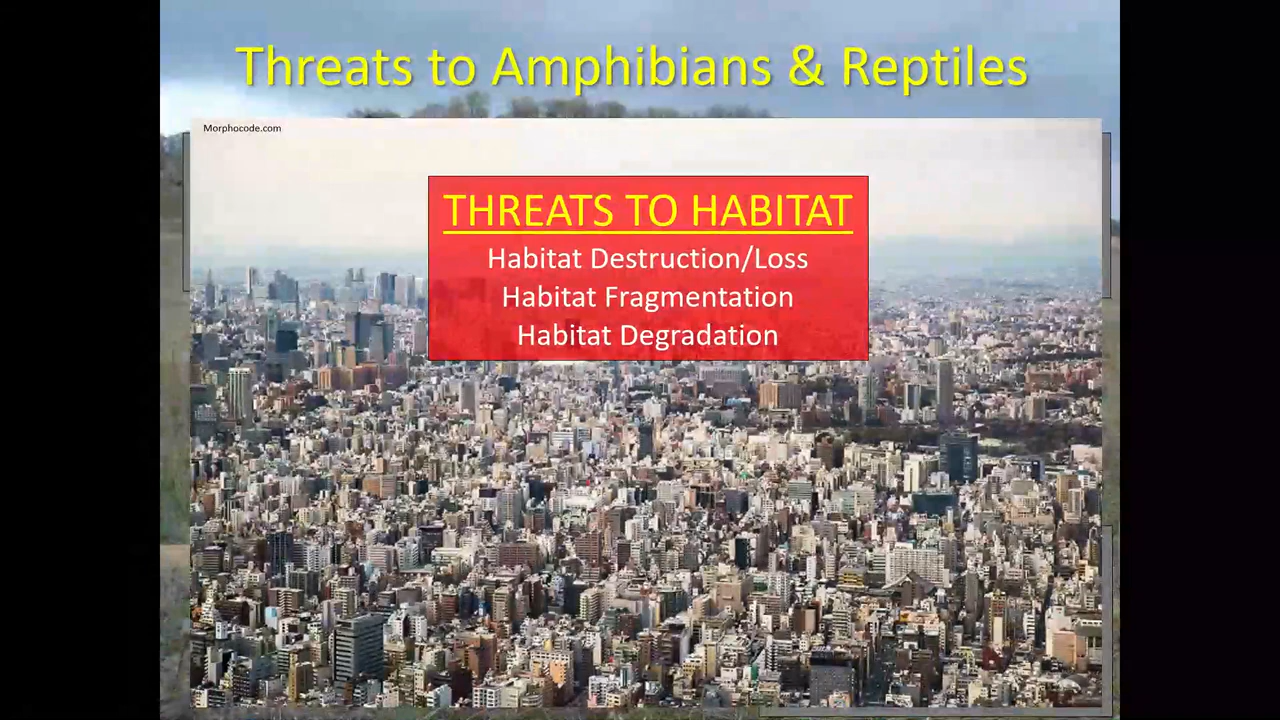 Threats to Amphibians & Reptiles
Morphocode.com
THREATS TO HABITAT
Habitat Destruction/Loss
Habitat Fragmentation
Habitat Degradation